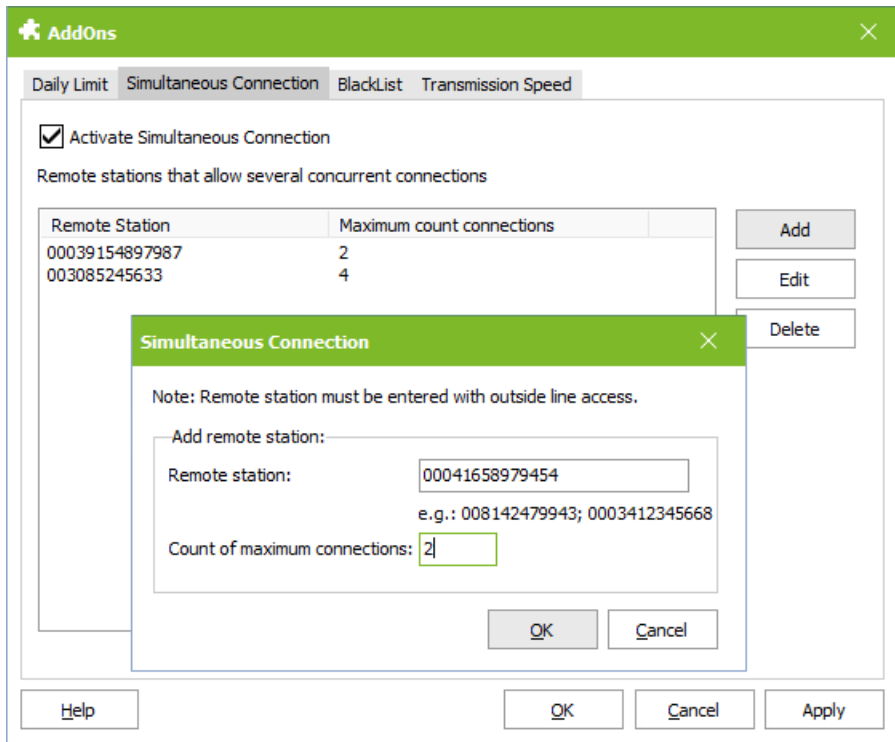 AddOns
Daily Limit Simultaneous Connection BlackList Transmission Speed
Activate Simultaneous Connection
Remote stations that allow several concurrent connections
Remote Station Maximum count connections
00039154897987 2
003085245633 4
Add
Edit
Delete
Simultaneous Connection
Note: Remote station must be entered with outside line access.
Add remote station:
Remote station: 00041658979454
e.g.: 008142479943; 0003412345668
Count of maximum connections: 2
OK Cancel
Help OK Cancel Apply